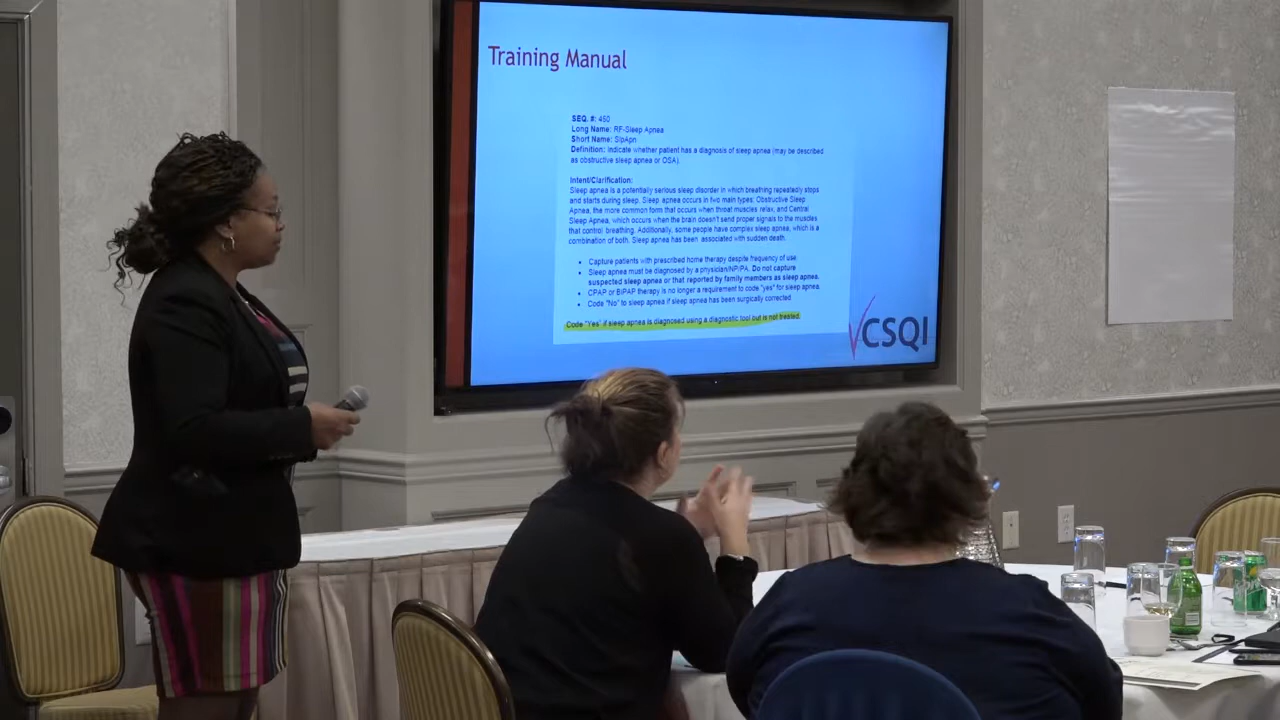 Training Manual
SEQ. #: 450
Long Name: RF-Sleep Apnea
Short Name: SlpApn
Definition: Indicate whether patient has a diagnosis of sleep apnea (may be described
as obstructive sleep apnea or OSA).
Intent/Clarification:
Sleep apnea is a potentially serious sleep disorder in which breathing repeatedly stops
and starts during sleep. Sleep apnea occurs in two main types: Obstructive Sleep
Apnea, the more common form that occurs when throat muscles relax, and Central
Sleep Apnea, which occurs when the brain doesn't send proper signals to the muscles
that control breathing. Additionally, some people have complex sleep apnea, which is a
combination of both. Sleep apnea has been associated with sudden death.
• Capture patients with prescribed home therapy despite frequency of use
• Sleep apnea must be diagnosed by a physician/NP/PA. Do not capture
suspected sleep apnea or that reported by family members as sleep apnea.
• CPAP or BiPAP therapy is no longer a requirement to code "yes" for sleep apnea
• Code "No" to sleep apnea if sleep apnea has been surgically corrected
Code "Yes" if sleep apnea is diagnosed using a diagnostic tool but is not treated.
VCSQI